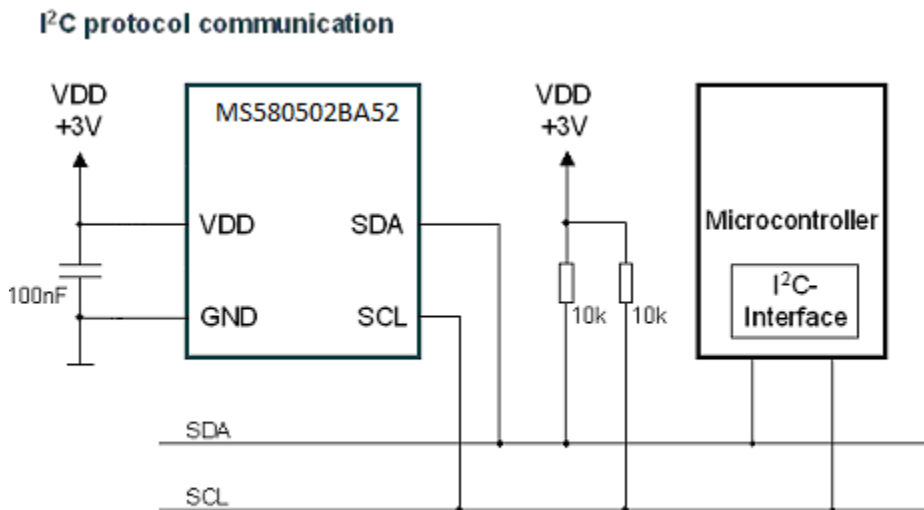 I²C protocol communication
VDD
+3V
MS580502BA52
VDD
+3V
VDD
SDA
Microcontroller
100nF
GND
SCL
10k
10k
I²C-
Interface
SDA
SCL